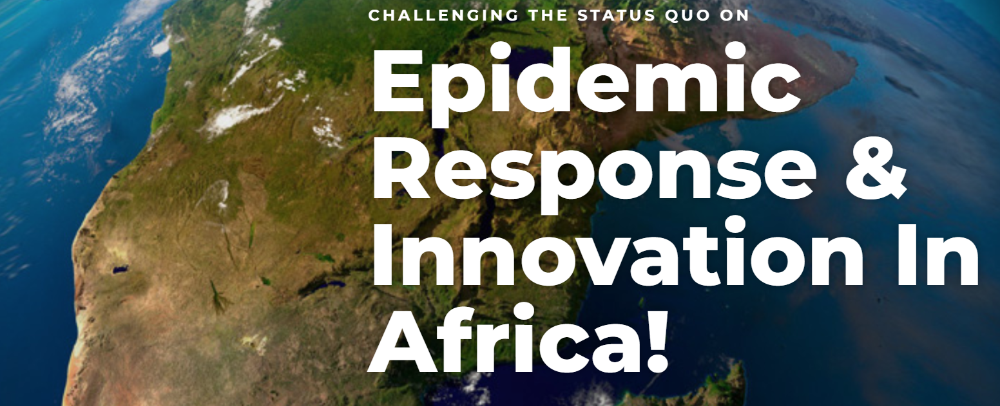 CHALLENGING THE STATUS QUO ON
Epidemic
Response &
Innovation In
Africa!